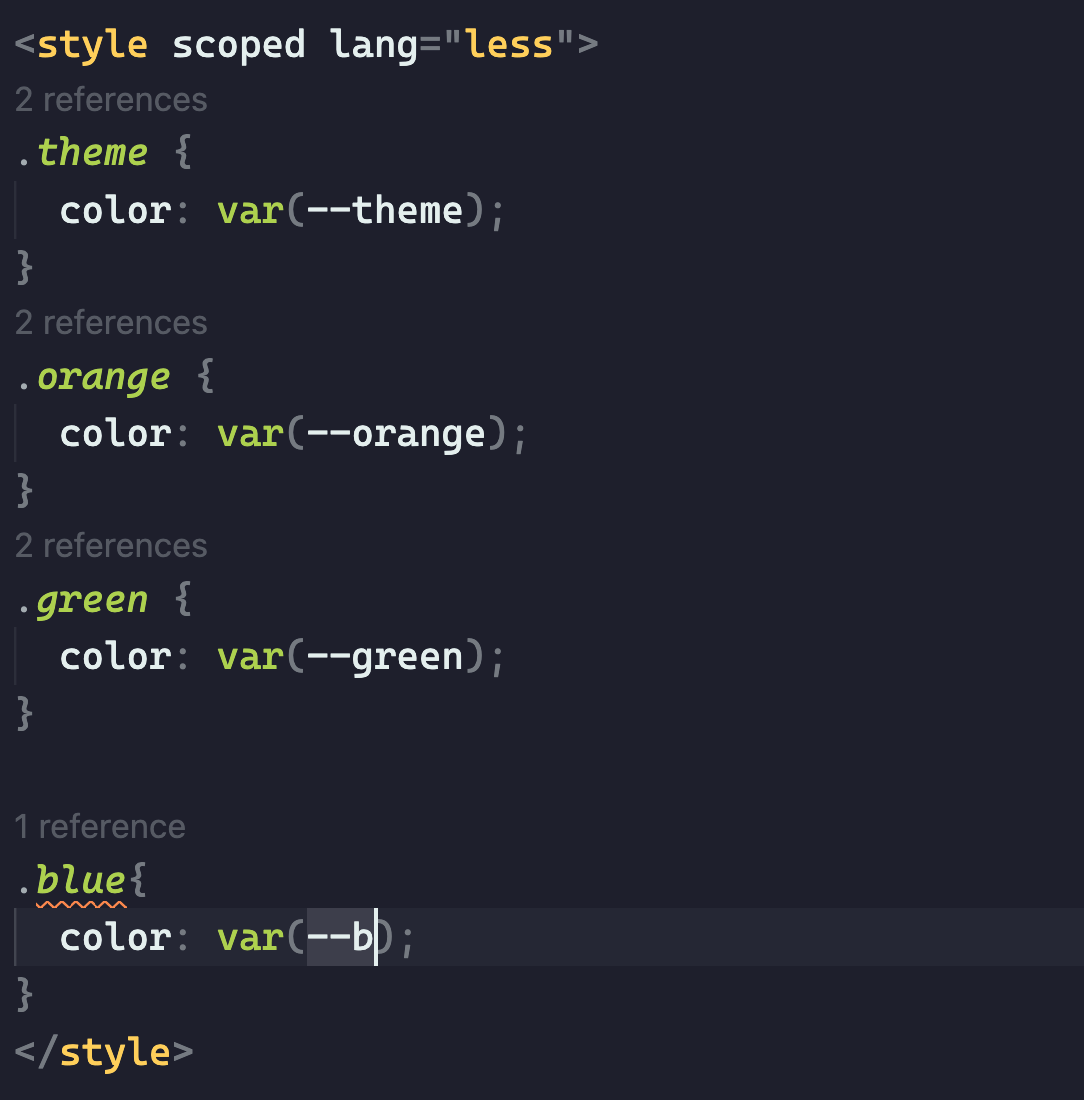 <style scoped lang="less">
2 references
.theme {
  color: var(--theme);
}
2 references
.orange {
  color: var(--orange);
}
2 references
.green {
  color: var(--green);
}
1 reference
.blue{
  color: var(--b);
}
</style>